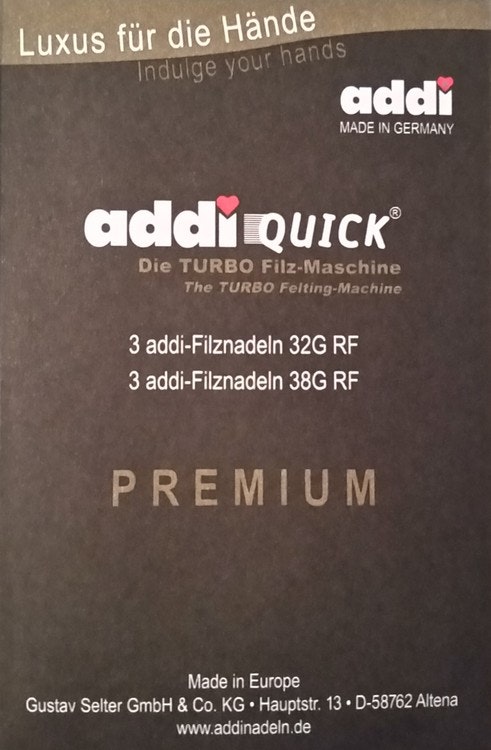 Luxus für die Hände
Indulge your hands
addi
MADE IN GERMANY
addi QUICK®
Die TURBO Filz-Maschine
The TURBO Felting-Machine
3 addi-Filznadeln 32G RF
3 addi-Filznadeln 38G RF
PREMIUM
Made in Europe
Gustav Selter GmbH & Co. KG • Hauptstr. 13 • D-58762 Altena
www.addinadeln.de